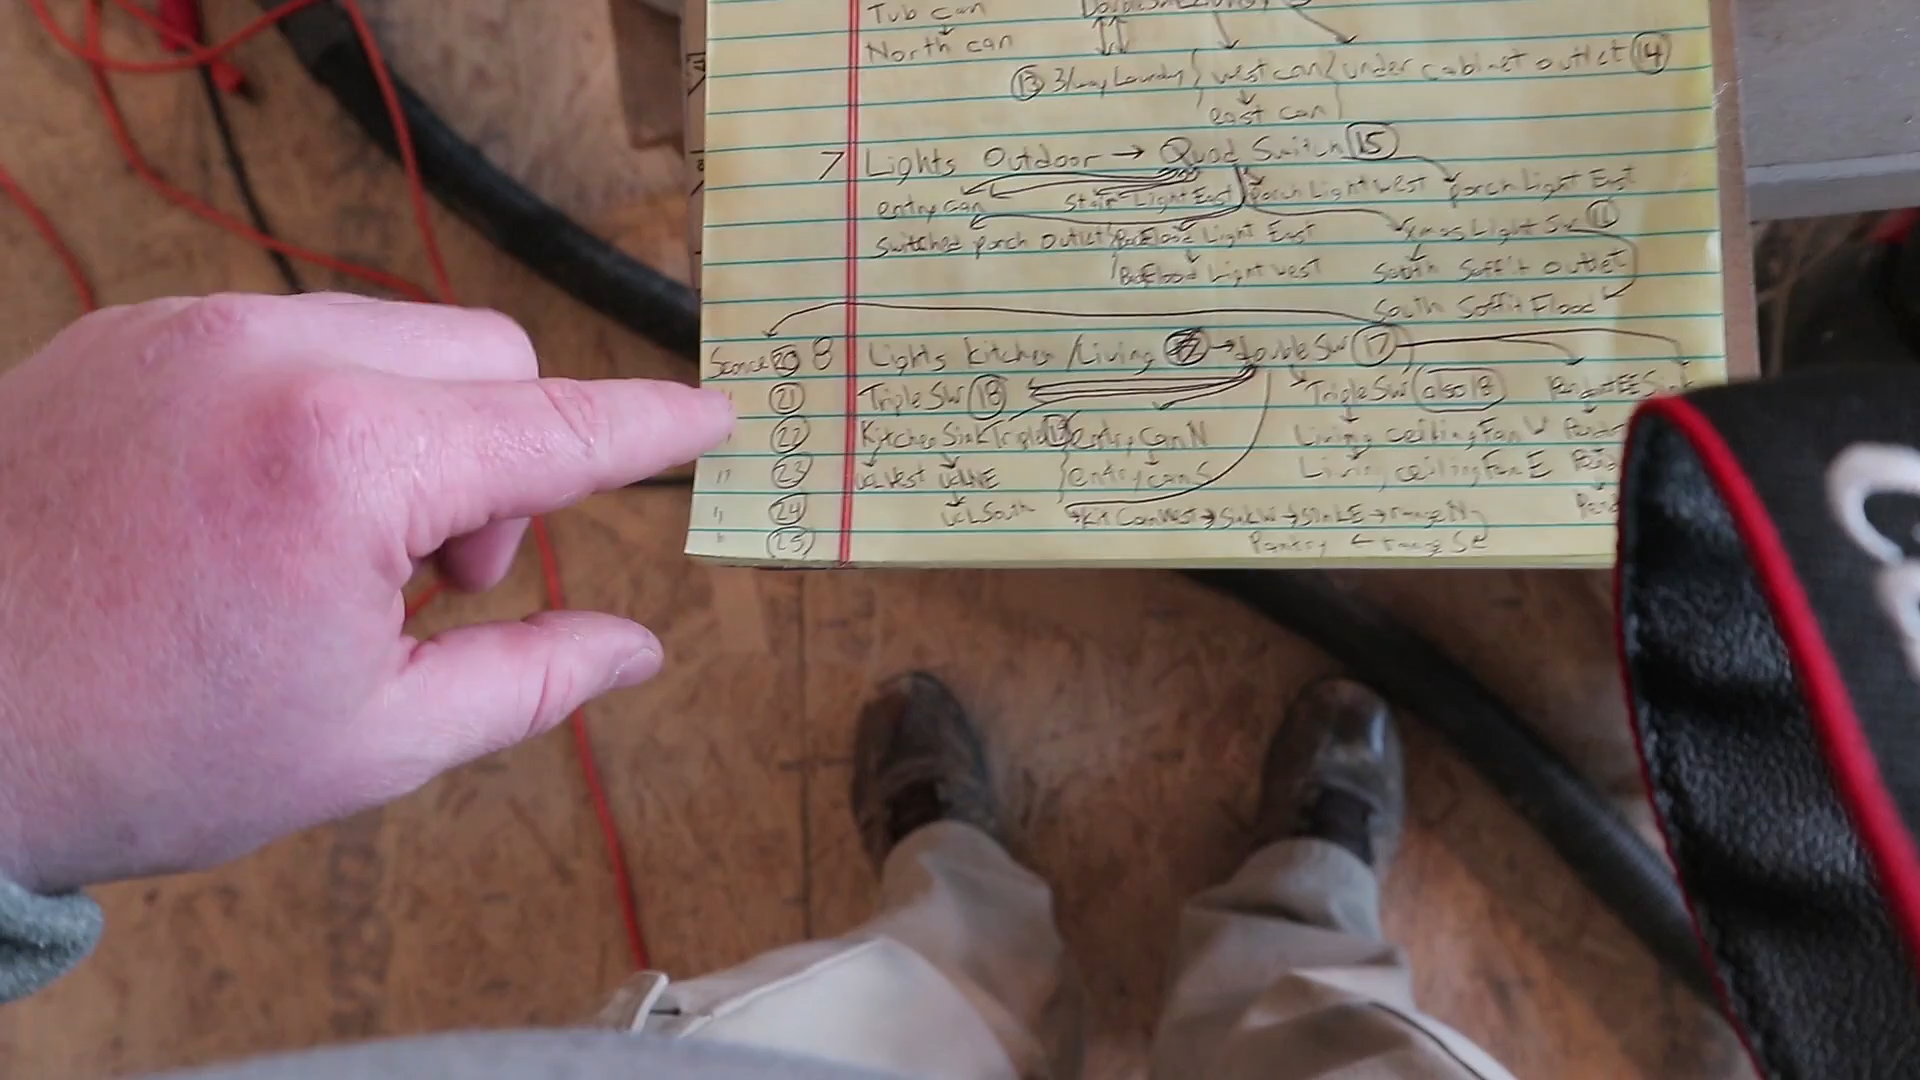 Tub can
North can
13 3/way Laundry west can under cabinet outlet 14
east can
7 Lights Outdoor → Quad Switch 15
entry can Stair Light East porch Light west porch Light East
Switched porch outlet Light East Xmas Light Sw 16
Light west South Soffit outlet
South Soffit Flood
Sconce 20 8 Lights Kitchen/Living → double Sw 17
21 Triple Sw 18 Triple Sw also 18
22 Kitchen Sink Triple 19 entry Can N Living ceiling Fan W
" 23 UCL West UCL NE entry can S Living ceiling Fan E
" 24 UCL South Kit Can West → Sink W → Sink E → range N
" 25 Pantry ← range SE